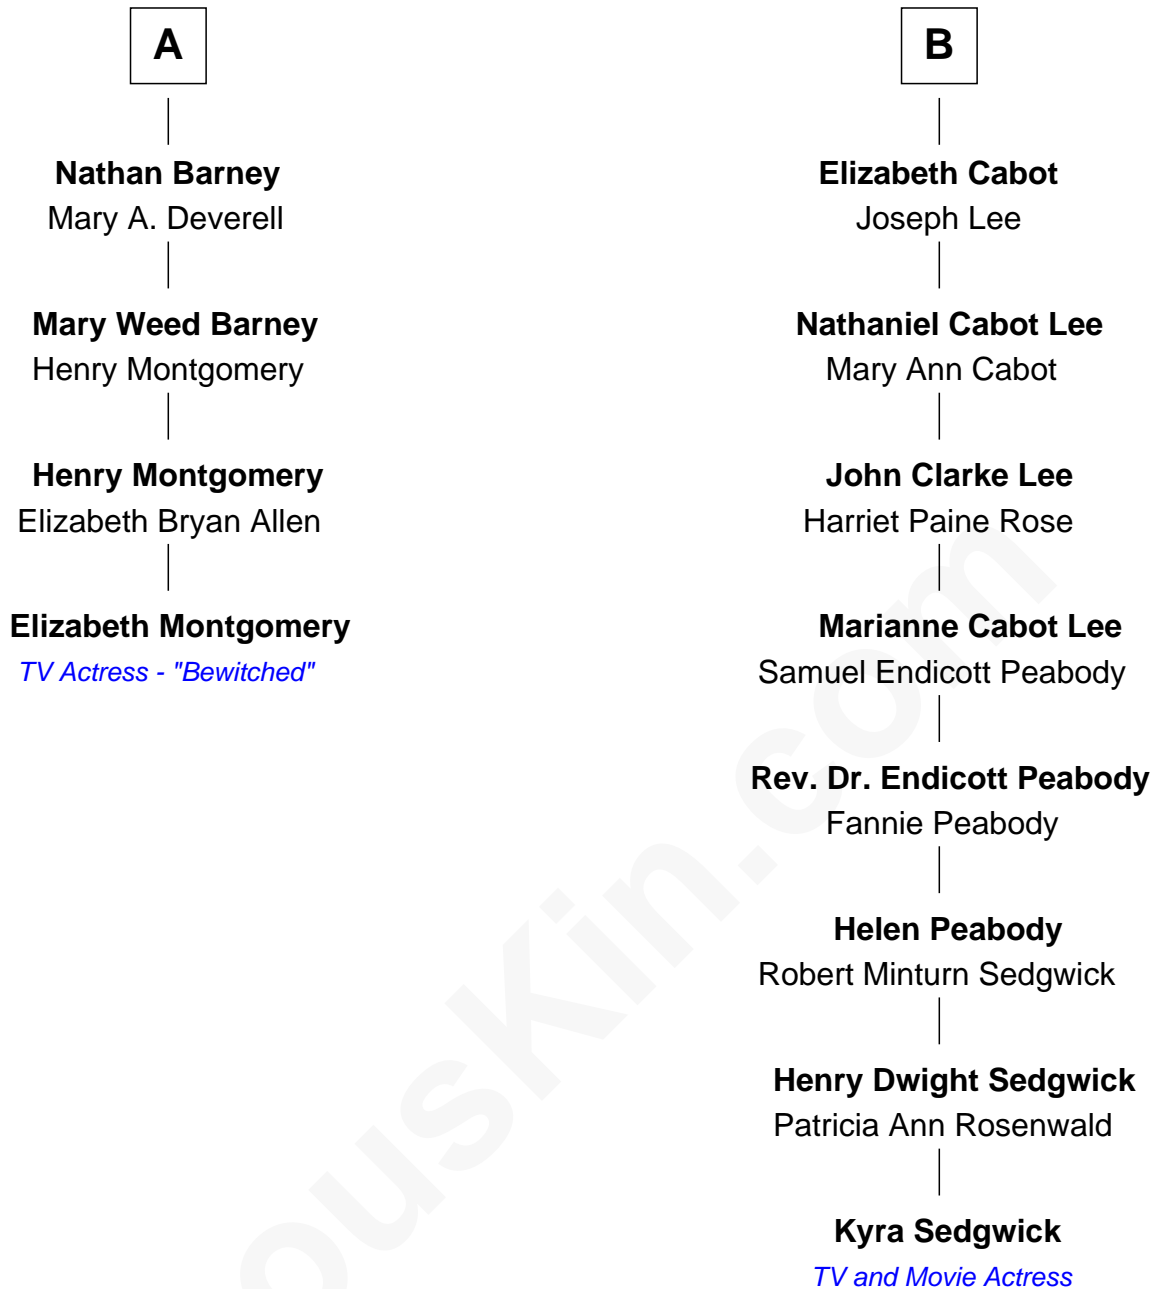 A
Nathan Barney
Mary A. Deverell
Mary Weed Barney
Henry Montgomery
Henry Montgomery
Elizabeth Bryan Allen
Elizabeth Montgomery
TV Actress - "Bewitched"
B
Elizabeth Cabot
Joseph Lee
Nathaniel Cabot Lee
Mary Ann Cabot
John Clarke Lee
Harriet Paine Rose
Marianne Cabot Lee
Samuel Endicott Peabody
Rev. Dr. Endicott Peabody
Fannie Peabody
Helen Peabody
Robert Minturn Sedgwick
Henry Dwight Sedgwick
Patricia Ann Rosenwald
Kyra Sedgwick
TV and Movie Actress
ousKin.com